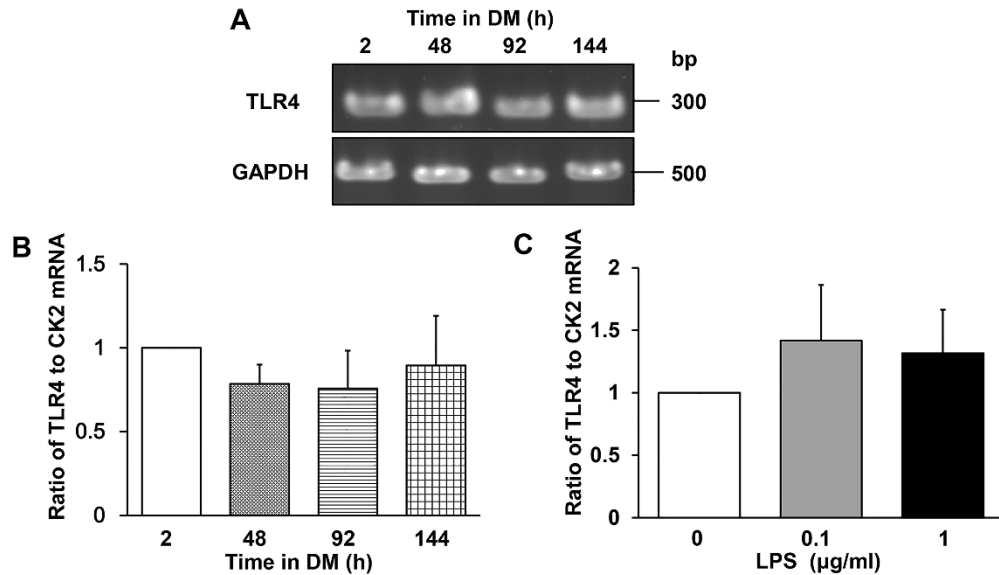 A
Time in DM (h)
2 48 92 144
bp
TLR4
300
GAPDH
500
B
Ratio of TLR4 to CK2 mRNA
1.5
1
0.5
0
2 48 92 144
Time in DM (h)
C
Ratio of TLR4 to CK2 mRNA
2
1.5
1
0.5
0
0 0.1 1
LPS (µg/ml)